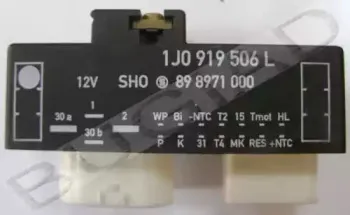 1J0 919 506 L
12V SHO 89 8971 000
30 a 1 2 WP Bi -NTC T2 15 Tmot HL
30 b P K 31 T4 MK RES +NTC